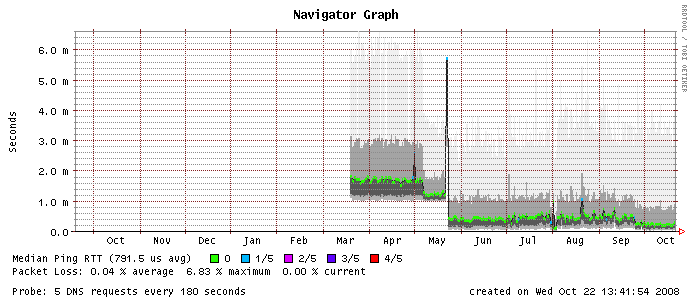 Navigator Graph
RRDTOOL / TOBI OETIKER
Seconds
6.0 m
5.0 m
4.0 m
3.0 m
2.0 m
1.0 m
0.0
Oct Nov Dec Jan Feb Mar Apr May Jun Jul Aug Sep Oct
Median Ping RTT (791.5 us avg) 0 1/5 2/5 3/5 4/5
Packet Loss: 0.04 % average 6.83 % maximum 0.00 % current
Probe: 5 DNS requests every 180 seconds created on Wed Oct 22 13:41:54 2008